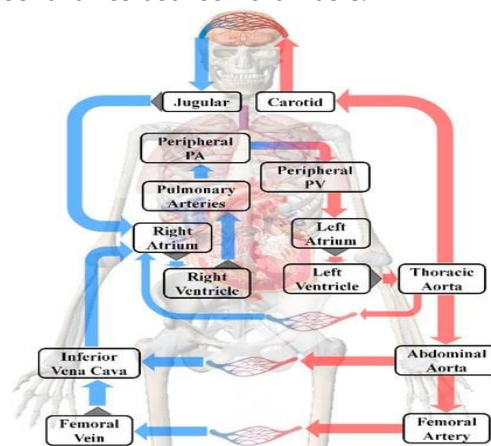 Jugular
Carotid
Peripheral
PA
Peripheral
PV
Pulmonary
Arteries
Right
Atrium
Left
Atrium
Right
Ventricle
Left
Ventricle
Thoracic
Aorta
Inferior
Vena Cava
Abdominal
Aorta
Femoral
Vein
Femoral
Artery